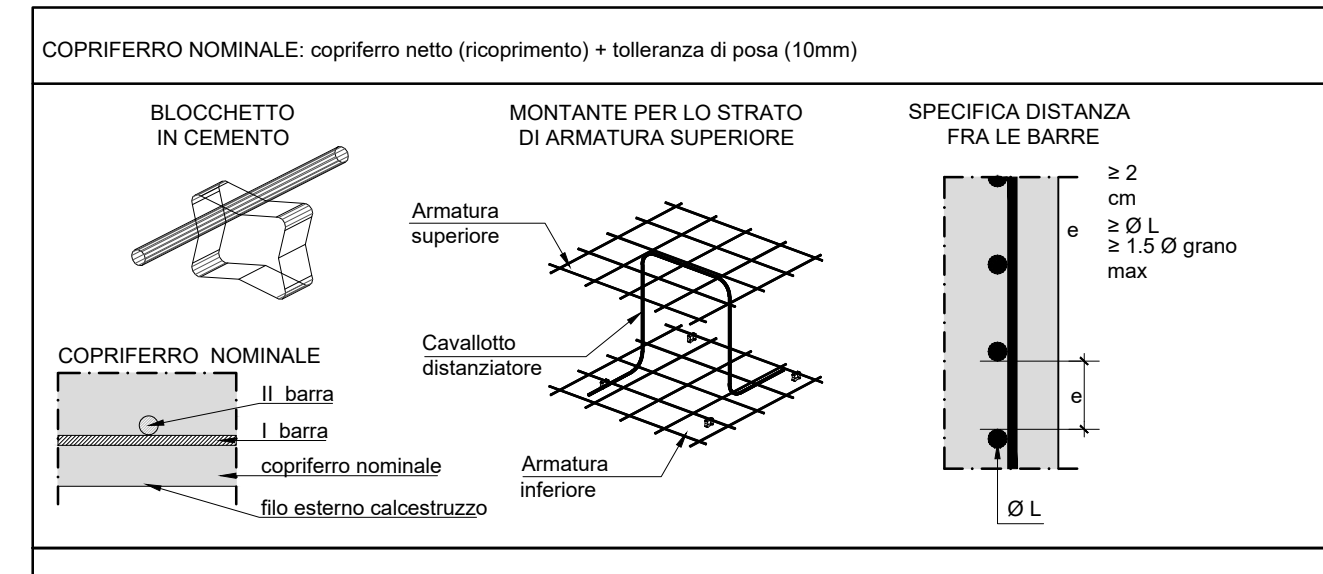 COPRIFERRO NOMINALE: copriferro netto (ricoprimento) + tolleranza di posa (10mm)
BLOCCHETTO
IN CEMENTO
MONTANTE PER LO STRATO
DI ARMATURA SUPERIORE
SPECIFICA DISTANZA
FRA LE BARRE
Armatura
superiore
Cavallotto
distanziatore
Armatura
inferiore
COPRIFERRO NOMINALE
II barra
I barra
copriferro nominale
filo esterno calcestruzzo
e
≥ 2
cm
≥ Ø L
≥ 1.5 Ø grano
max
e
Ø L